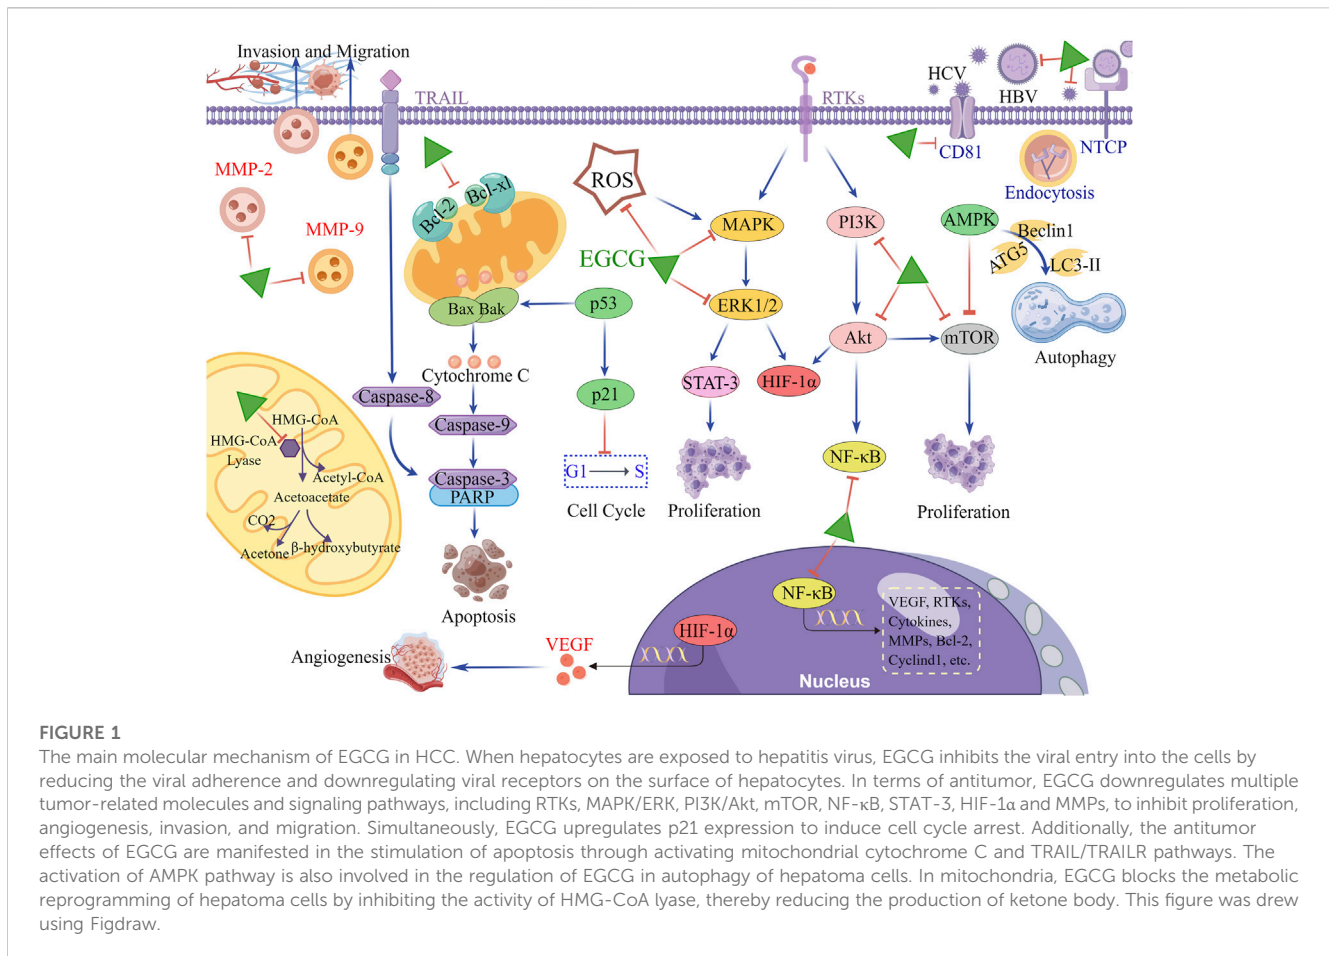 Invasion and Migration
TRAIL
RTKs
HCV
HBV
CD81
NTCP
Endocytosis
MMP-2
MMP-9
Bcl-2
Bcl-xl
ROS
MAPK
PI3K
AMPK
Beclin1
ATG5
LC3-II
EGCG
Bax Bak
p53
ERK1/2
Akt
mTOR
Autophagy
Cytochrome C
Caspase-8
p21
STAT-3
HIF-1α
HMG-CoA
HMG-CoA
Lyase
Acetyl-CoA
Acetoacetate
CO2
Acetone
β-hydroxybutyrate
Caspase-9
Caspase-3
PARP
G1
S
Cell Cycle
NF-κB
Proliferation
Proliferation
Apoptosis
NF-κB
VEGF, RTKs,
Cytokines,
MMPs, Bcl-2,
Cyclind1, etc.
HIF-1α
VEGF
Angiogenesis
Nucleus
FIGURE 1
The main molecular mechanism of EGCG in HCC. When hepatocytes are exposed to hepatitis virus, EGCG inhibits the viral entry into the cells by
reducing the viral adherence and downregulating viral receptors on the surface of hepatocytes. In terms of antitumor, EGCG downregulates multiple
tumor-related molecules and signaling pathways, including RTKs, MAPK/ERK, PI3K/Akt, mTOR, NF-κB, STAT-3, HIF-1α and MMPs, to inhibit proliferation,
angiogenesis, invasion, and migration. Simultaneously, EGCG upregulates p21 expression to induce cell cycle arrest. Additionally, the antitumor
effects of EGCG are manifested in the stimulation of apoptosis through activating mitochondrial cytochrome C and TRAIL/TRAILR pathways. The
activation of AMPK pathway is also involved in the regulation of EGCG in autophagy of hepatoma cells. In mitochondria, EGCG blocks the metabolic
reprogramming of hepatoma cells by inhibiting the activity of HMG-CoA lyase, thereby reducing the production of ketone body. This figure was drew
using Figdraw.